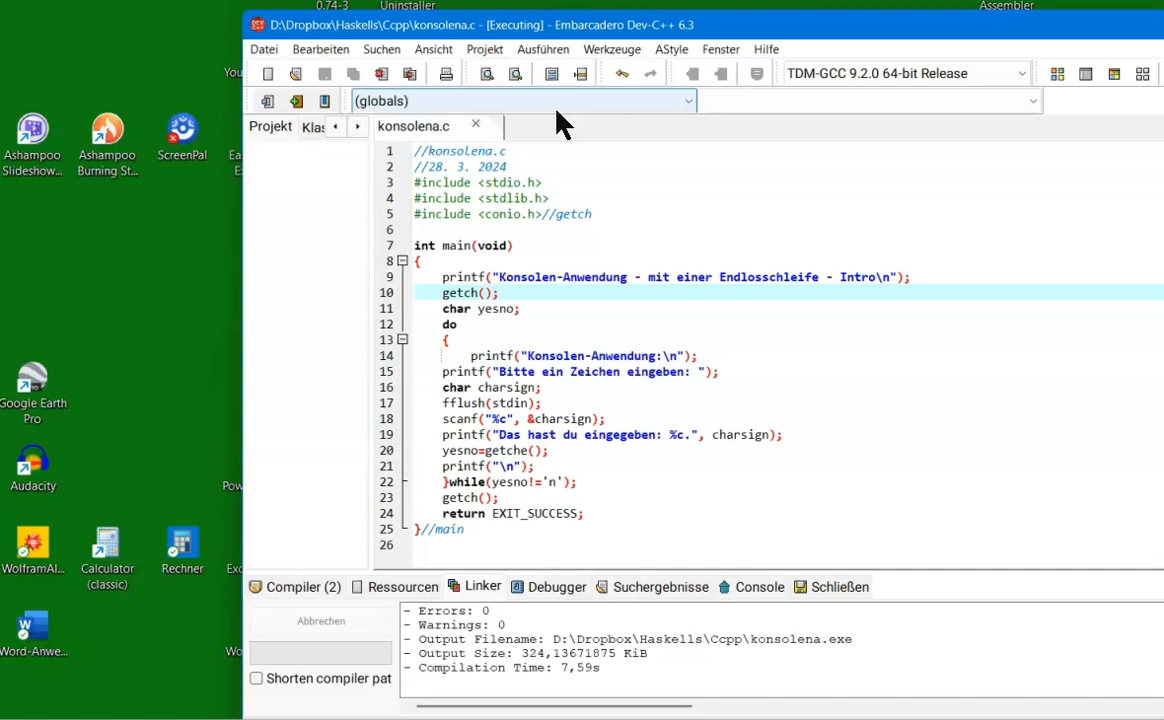 0.74-3
Uninstaller
Assembler
D:\Dropbox\Haskells\Ccpp\konsolena.c - [Executing] - Embarcadero Dev-C++ 6.3
Datei Bearbeiten Suchen Ansicht Projekt Ausführen Werkzeuge AStyle Fenster Hilfe
You
TDM-GCC 9.2.0 64-bit Release
(globals)
Projekt Klas konsolena.c
Ashampoo
Slideshow...
Ashampoo
Burning St...
ScreenPal
Ea
E
1 //konsolena.c
2 //28. 3. 2024
3 #include <stdio.h>
4 #include <stdlib.h>
5 #include <conio.h>//getch
6
7 int main(void)
8 {
9 printf("Konsolen-Anwendung - mit einer Endlosschleife - Intro\n");
10 getch();
11 char yesno;
12 do
13 {
14 printf("Konsolen-Anwendung:\n");
15 printf("Bitte ein Zeichen eingeben: ");
16 char charsign;
17 fflush(stdin);
18 scanf("%c", &charsign);
19 printf("Das hast du eingegeben: %c.", charsign);
20 yesno=getche();
21 printf("\n");
22 }while(yesno!='n');
23 getch();
24 return EXIT_SUCCESS;
25 }//main
26
Google Earth
Pro
Audacity
Pow
WolframAl...
Calculator
(classic)
Rechner
Exc
Word-Anwe...
Wo
Compiler (2) Ressourcen Linker Debugger Suchergebnisse Console Schließen
Abbrechen
Shorten compiler pat
- Errors: 0
- Warnings: 0
- Output Filename: D:\Dropbox\Haskells\Ccpp\konsolena.exe
- Output Size: 324,13671875 KiB
- Compilation Time: 7,59s